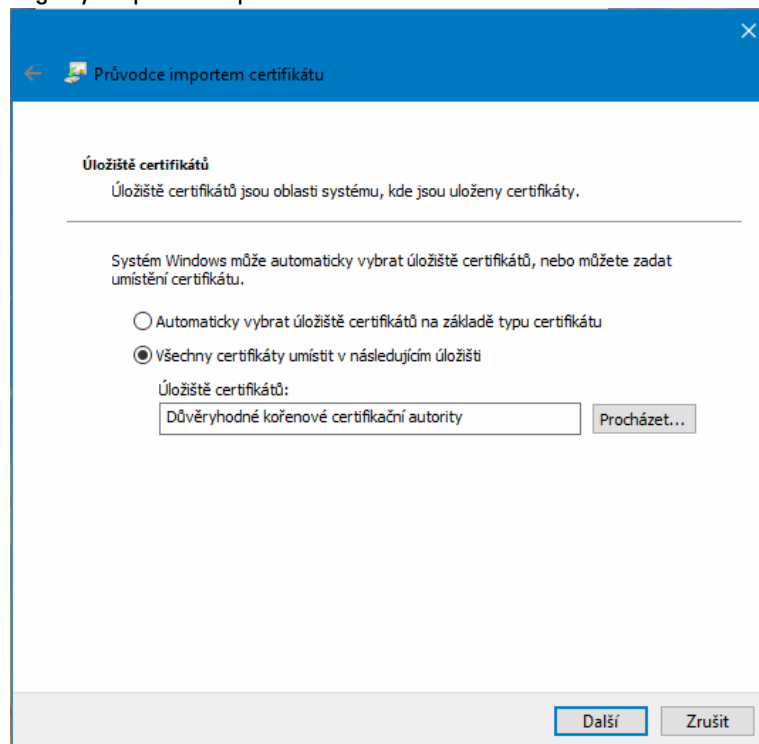 Průvodce importem certifikátu
Úložiště certifikátů
Úložiště certifikátů jsou oblasti systému, kde jsou uloženy certifikáty.
Systém Windows může automaticky vybrat úložiště certifikátů, nebo můžete zadat
umístění certifikátu.
Automaticky vybrat úložiště certifikátů na základě typu certifikátu
Všechny certifikáty umístit v následujícím úložišti
Úložiště certifikátů:
Důvěryhodné kořenové certifikační autority
Procházet...
Další Zrušit